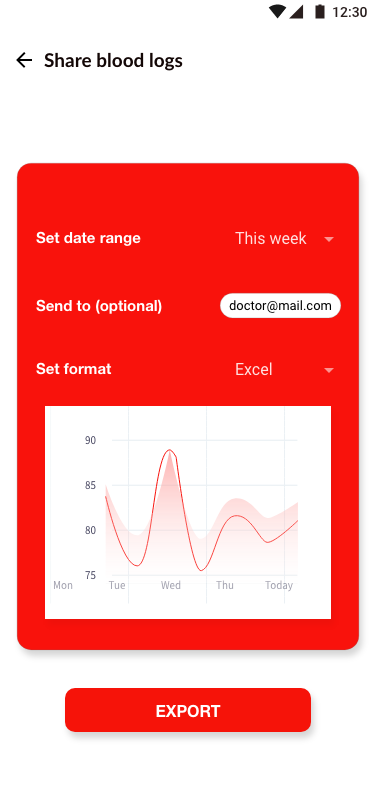 12:30
Share blood logs
Set date range This week
Send to (optional) doctor@mail.com
Set format Excel
90
85
80
75
Mon Tue Wed Thu Today
EXPORT